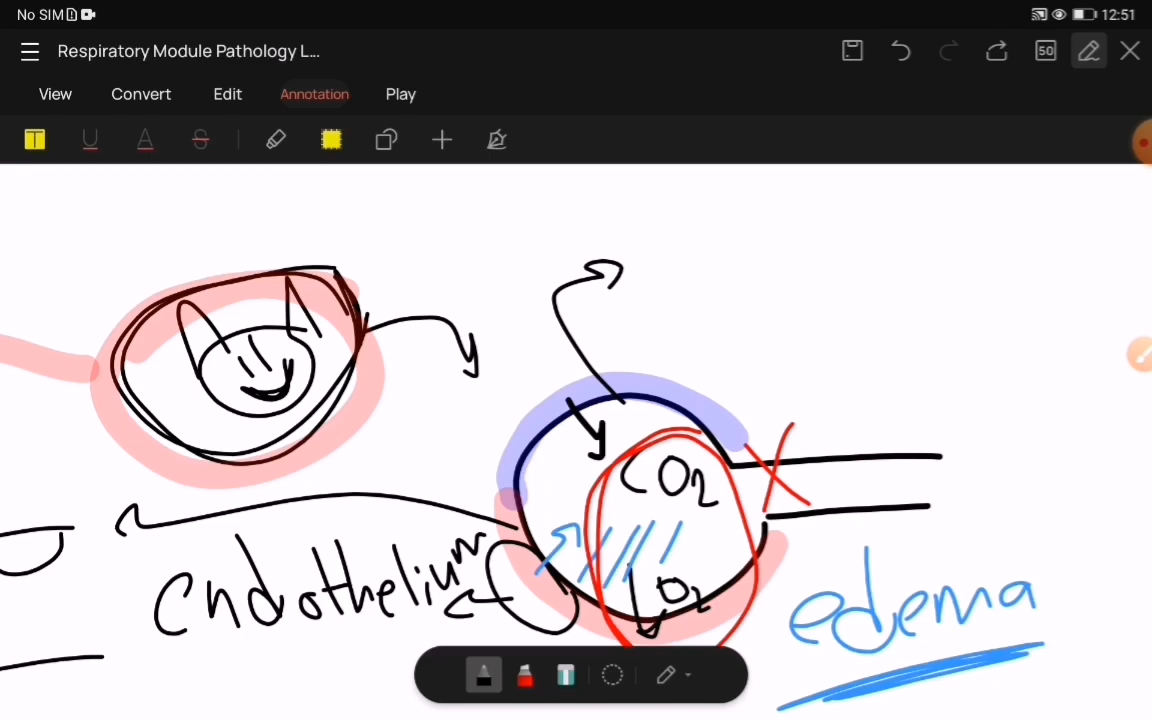 No SIM 12:51
Respiratory Module Pathology L...
50
View Convert Edit Annotation Play
T U A S
CO2
endothelium
O2
edema